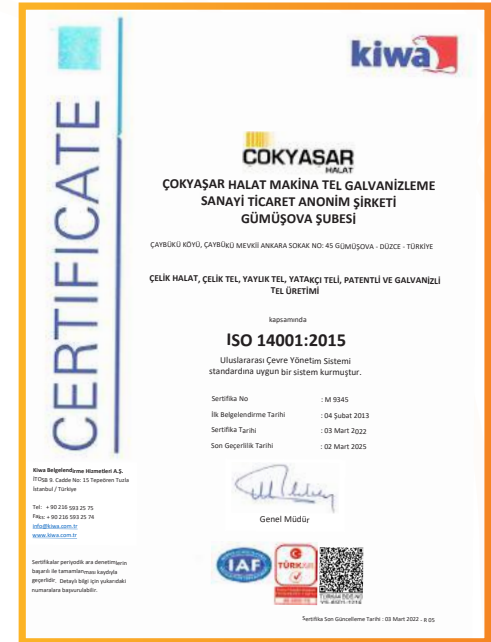 CERTIFICATE
kiwa
ÇOKYAŞAR
HALAT
ÇOKYAŞAR HALAT MAKİNA TEL GALVANİZLEME
SANAYİ TİCARET ANONİM ŞİRKETİ
GÜMÜŞOVA ŞUBESİ
ÇAYBÜKÜ KÖYÜ, ÇAYBÜKÜ MEVKİİ ANKARA SOKAK NO: 45 GÜMÜŞOVA - DÜZCE - TÜRKİYE
ÇELİK HALAT, ÇELİK TEL, YAYLIK TEL, YATAKÇI TELİ, PATENTLİ VE GALVANİZLİ
TEL ÜRETİMİ
kapsamında
ISO 14001:2015
Uluslararası Çevre Yönetim Sistemi
standardına uygun bir sistem kurmuştur.
Sertifika No : M 9345
İlk Belgelendirme Tarihi : 04 Şubat 2013
Sertifika Tarihi : 03 Mart 2022
Son Geçerlilik Tarihi : 02 Mart 2025
Kiwa Belgelendirme Hizmetleri A.Ş.
İTOSB 9. Cadde No: 15 Tepeören Tuzla
İstanbul / Türkiye
Tel: + 90 216 593 25 75
Faks: + 90 216 593 25 74
info@kiwa.com.tr
www.kiwa.com.tr
Genel Müdür
Sertifikalar periyodik ara denetimlerin
başarılı ile tamamlanması kaydıyla
geçerlidir. Detaylı bilgi için yukarıdaki
numaralara başvurulabilir.
IAF
TÜRKAK
Sertifika Son Güncelleme Tarihi : 03 Mart 2022 - R 05